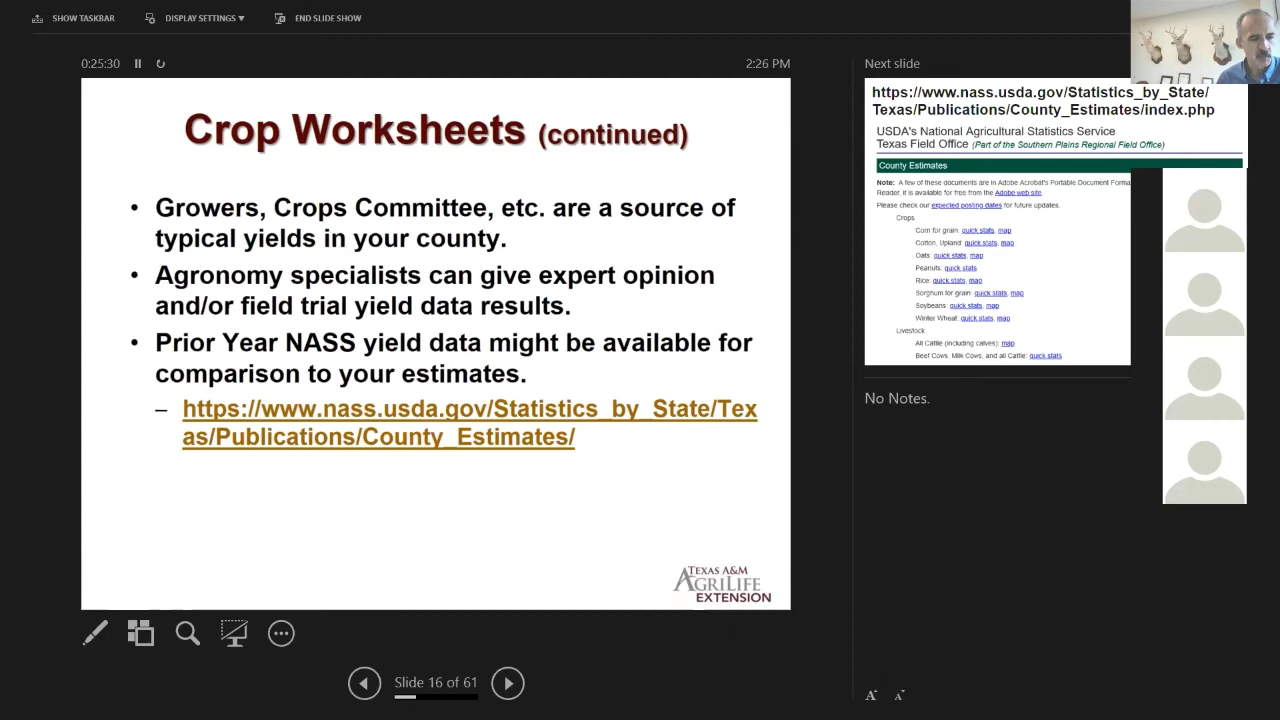 SHOW TASKBAR
DISPLAY SETTINGS ▼
END SLIDE SHOW
0:25:30
2:26 PM
Crop Worksheets (continued)
• Growers, Crops Committee, etc. are a source of
typical yields in your county.
• Agronomy specialists can give expert opinion
and/or field trial yield data results.
• Prior Year NASS yield data might be available for
comparison to your estimates.
– https://www.nass.usda.gov/Statistics_by_State/Tex
as/Publications/County_Estimates/
TEXAS A&M
AGRILIFE
EXTENSION
Slide 16 of 61
Next slide
https://www.nass.usda.gov/Statistics_by_State/
Texas/Publications/County_Estimates/index.php
USDA's National Agricultural Statistics Service
Texas Field Office (Part of the Southern Plains Regional Field Office)
County Estimates
Note: A few of these documents are in Adobe Acrobat's Portable Document Forma
Reader, it is available for free from the Adobe web site.
Please check our expected posting dates for future updates.
Crops
Corn for grain: quick stats, map
Cotton, Upland: quick stats, map
Oats: quick stats, map
Peanuts: quick stats
Rice: quick stats, map
Sorghum for grain: quick stats, map
Soybeans: quick stats, map
Winter Wheat: quick stats, map
Livestock
All Cattle (including calves): map
Beef Cows, Milk Cows, and all Cattle: quick stats
No Notes.
A A